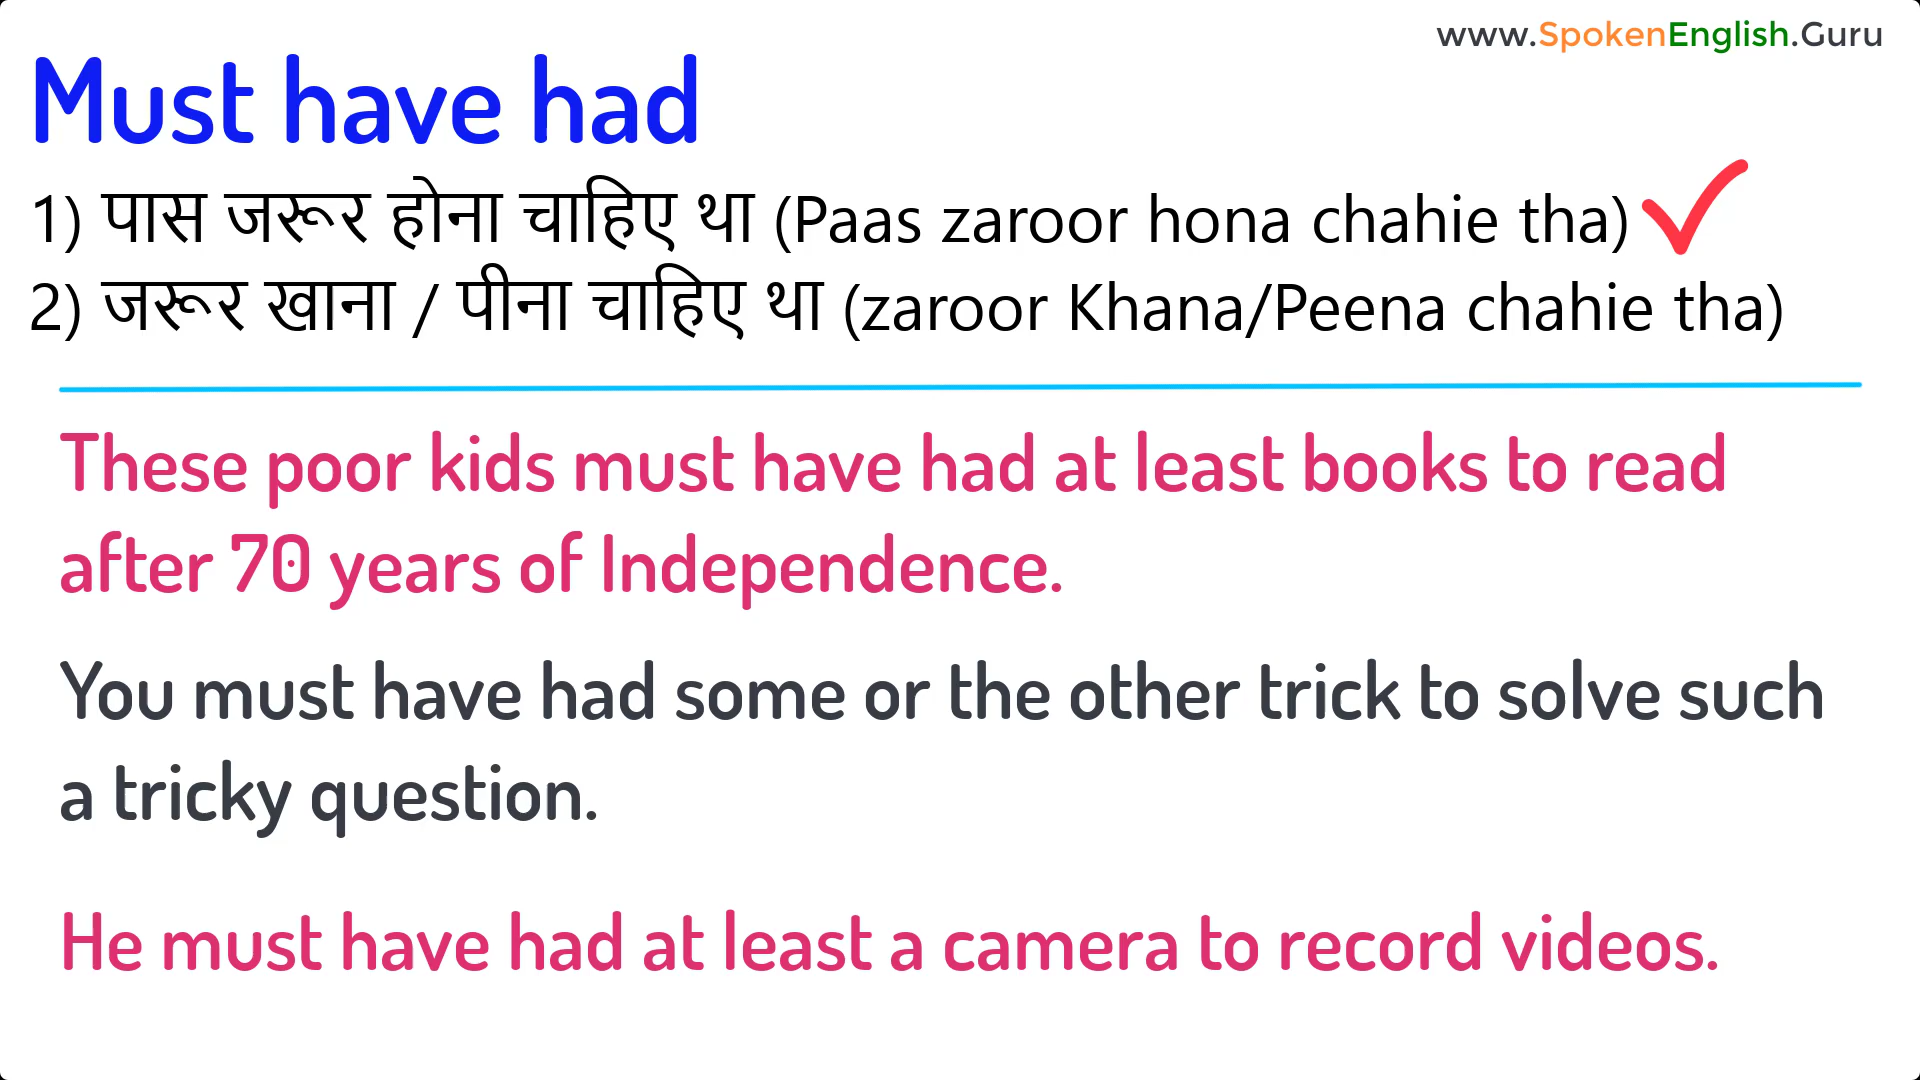 www.SpokenEnglish.Guru
Must have had
1) पास जरूर होना चाहिए था (Paas zaroor hona chahie tha)
2) जरूर खाना / पीना चाहिए था (zaroor Khana/Peena chahie tha)
These poor kids must have had at least books to read
after 70 years of Independence.
You must have had some or the other trick to solve such
a tricky question.
He must have had at least a camera to record videos.